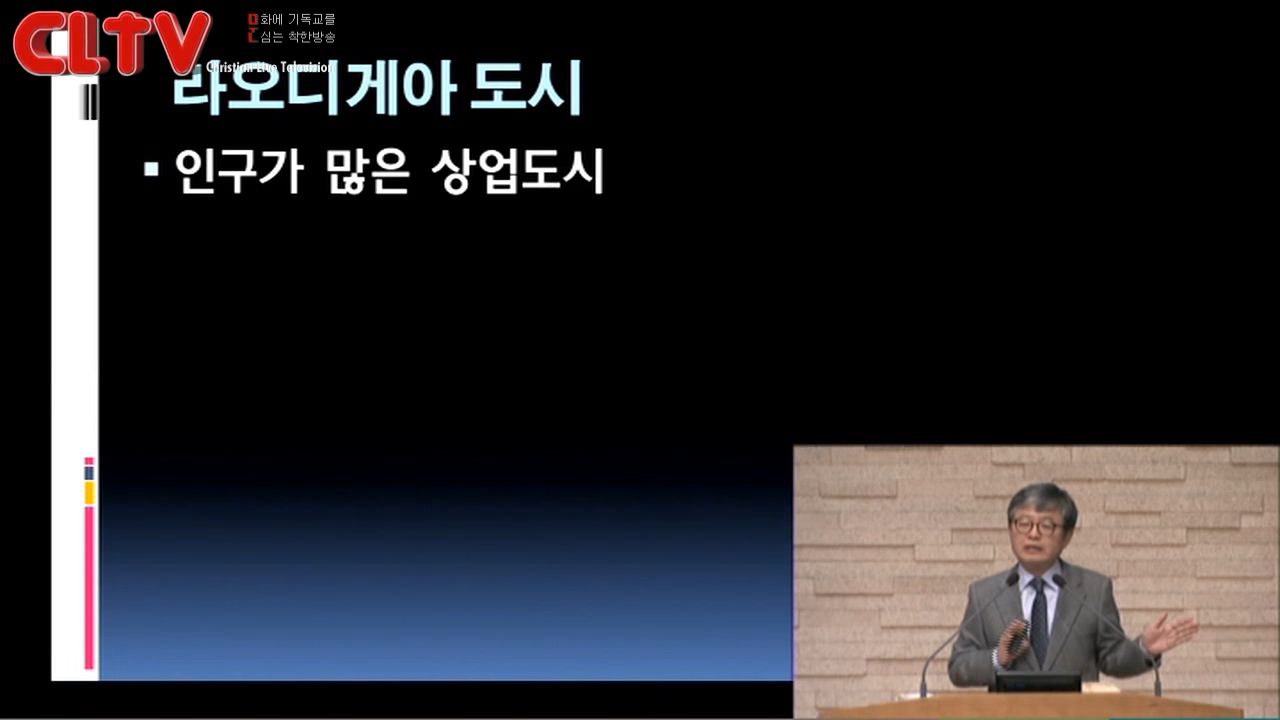 CLTV
문화에 기독교를
심는 착한방송
Christian Live Television
라오디게아 도시
▪ 인구가 많은 상업도시